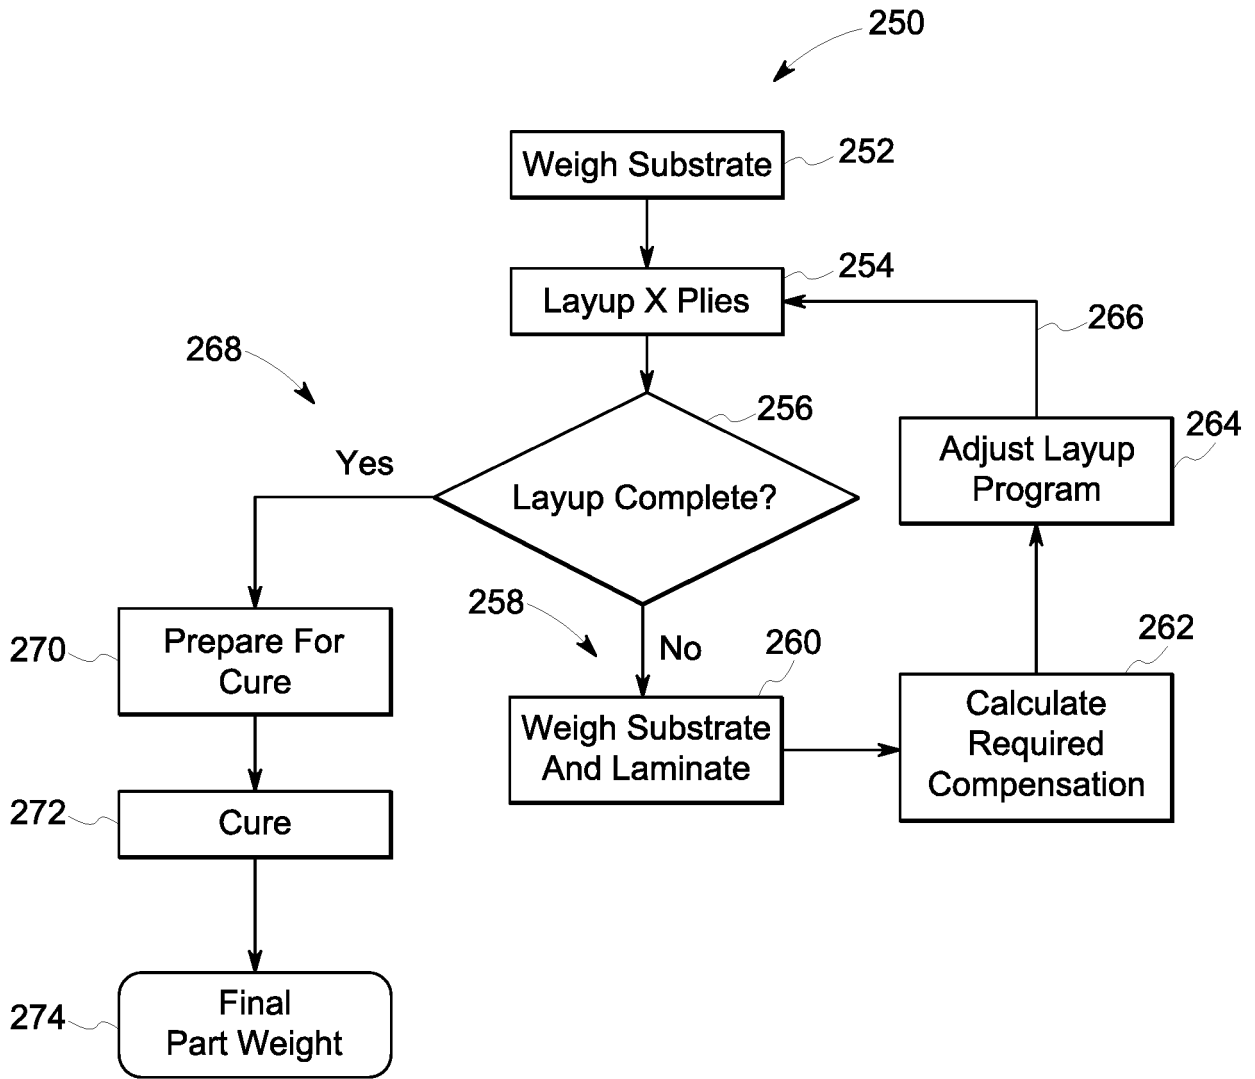 250
Weigh Substrate
252
Layup X Plies
254
266
268
256
Layup Complete?
Yes
Adjust Layup
Program
264
258
No
260
Weigh Substrate
And Laminate
262
Calculate
Required
Compensation
270
Prepare For
Cure
272
Cure
274
Final
Part Weight